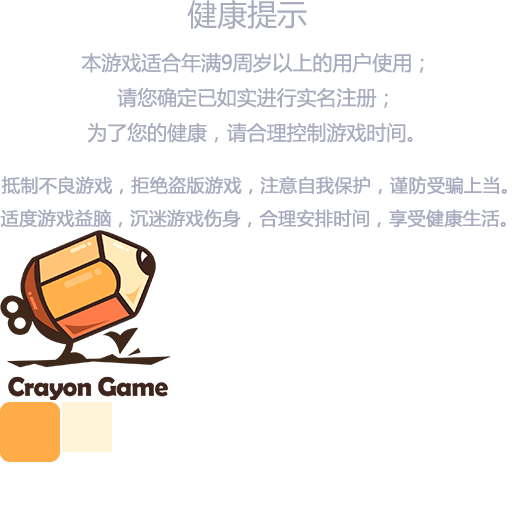 健康提示
本游戏适合年满9周岁以上的用户使用；
请您确定已如实进行实名注册；
为了您的健康，请合理控制游戏时间。
抵制不良游戏，拒绝盗版游戏，注意自我保护，谨防受骗上当。
适度游戏益脑，沉迷游戏伤身，合理安排时间，享受健康生活。
Crayon Game